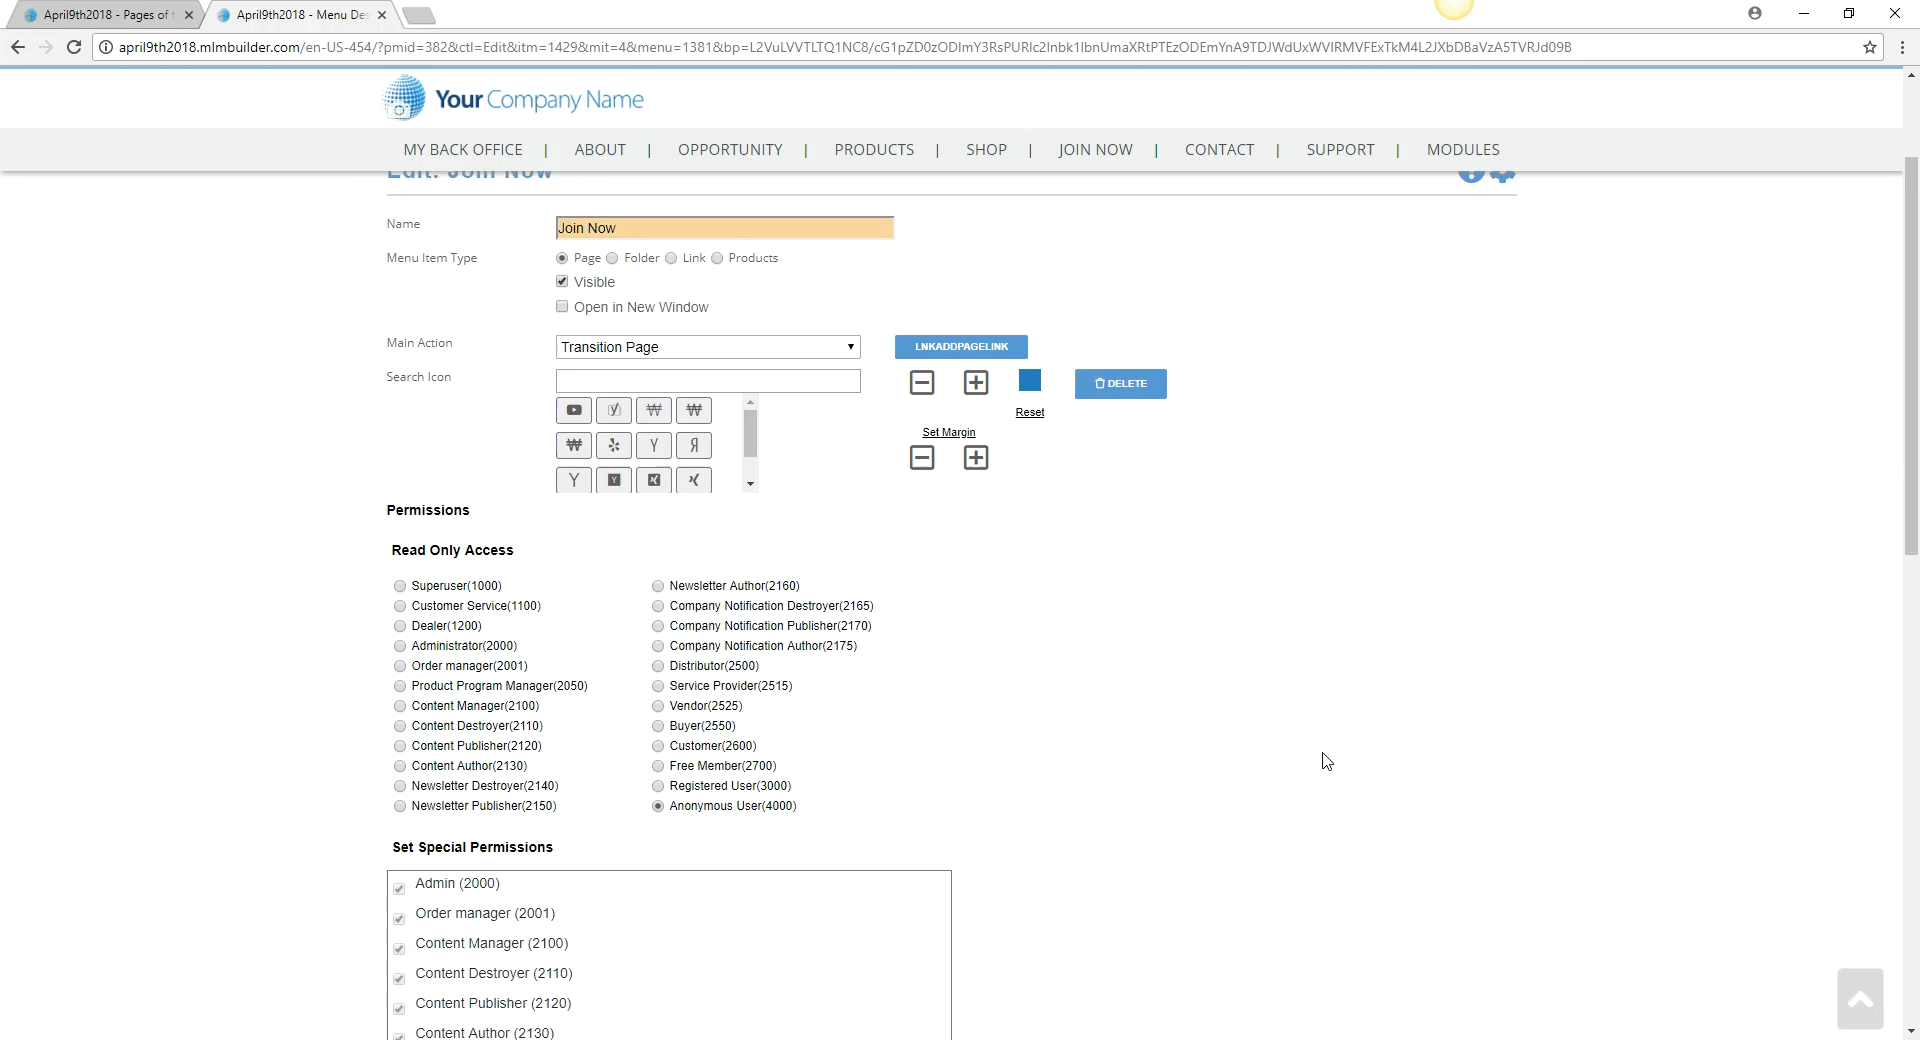 April9th2018 - Pages of t
April9th2018 - Menu De
april9th2018.mlmbuilder.com/en-US-454/?pmid=382&ctl=Edit&itm=1429&mit=4&menu=1381&bp=L2VuLVVTLTQ1NC8/cG1pZD0zODImY3RsPURlc2lnbk1lbnUmaXRtPTEzODEmYnA9TDJWdUxWVlRMVFExTkM4L2JXbDBaVzA5TVRJd09B
Your Company Name
MY BACK OFFICE | ABOUT | OPPORTUNITY | PRODUCTS | SHOP | JOIN NOW | CONTACT | SUPPORT | MODULES
Edit: Join Now
Name Join Now
Menu Item Type Page Folder Link Products
Visible
Open in New Window
Main Action Transition Page LNKADDPAGELINK
Search Icon DELETE
Reset
Set Margin
Permissions
Read Only Access
Superuser(1000) Newsletter Author(2160)
Customer Service(1100) Company Notification Destroyer(2165)
Dealer(1200) Company Notification Publisher(2170)
Administrator(2000) Company Notification Author(2175)
Order manager(2001) Distributor(2500)
Product Program Manager(2050) Service Provider(2515)
Content Manager(2100) Vendor(2525)
Content Destroyer(2110) Buyer(2550)
Content Publisher(2120) Customer(2600)
Content Author(2130) Free Member(2700)
Newsletter Destroyer(2140) Registered User(3000)
Newsletter Publisher(2150) Anonymous User(4000)
Set Special Permissions
Admin (2000)
Order manager (2001)
Content Manager (2100)
Content Destroyer (2110)
Content Publisher (2120)
Content Author (2130)